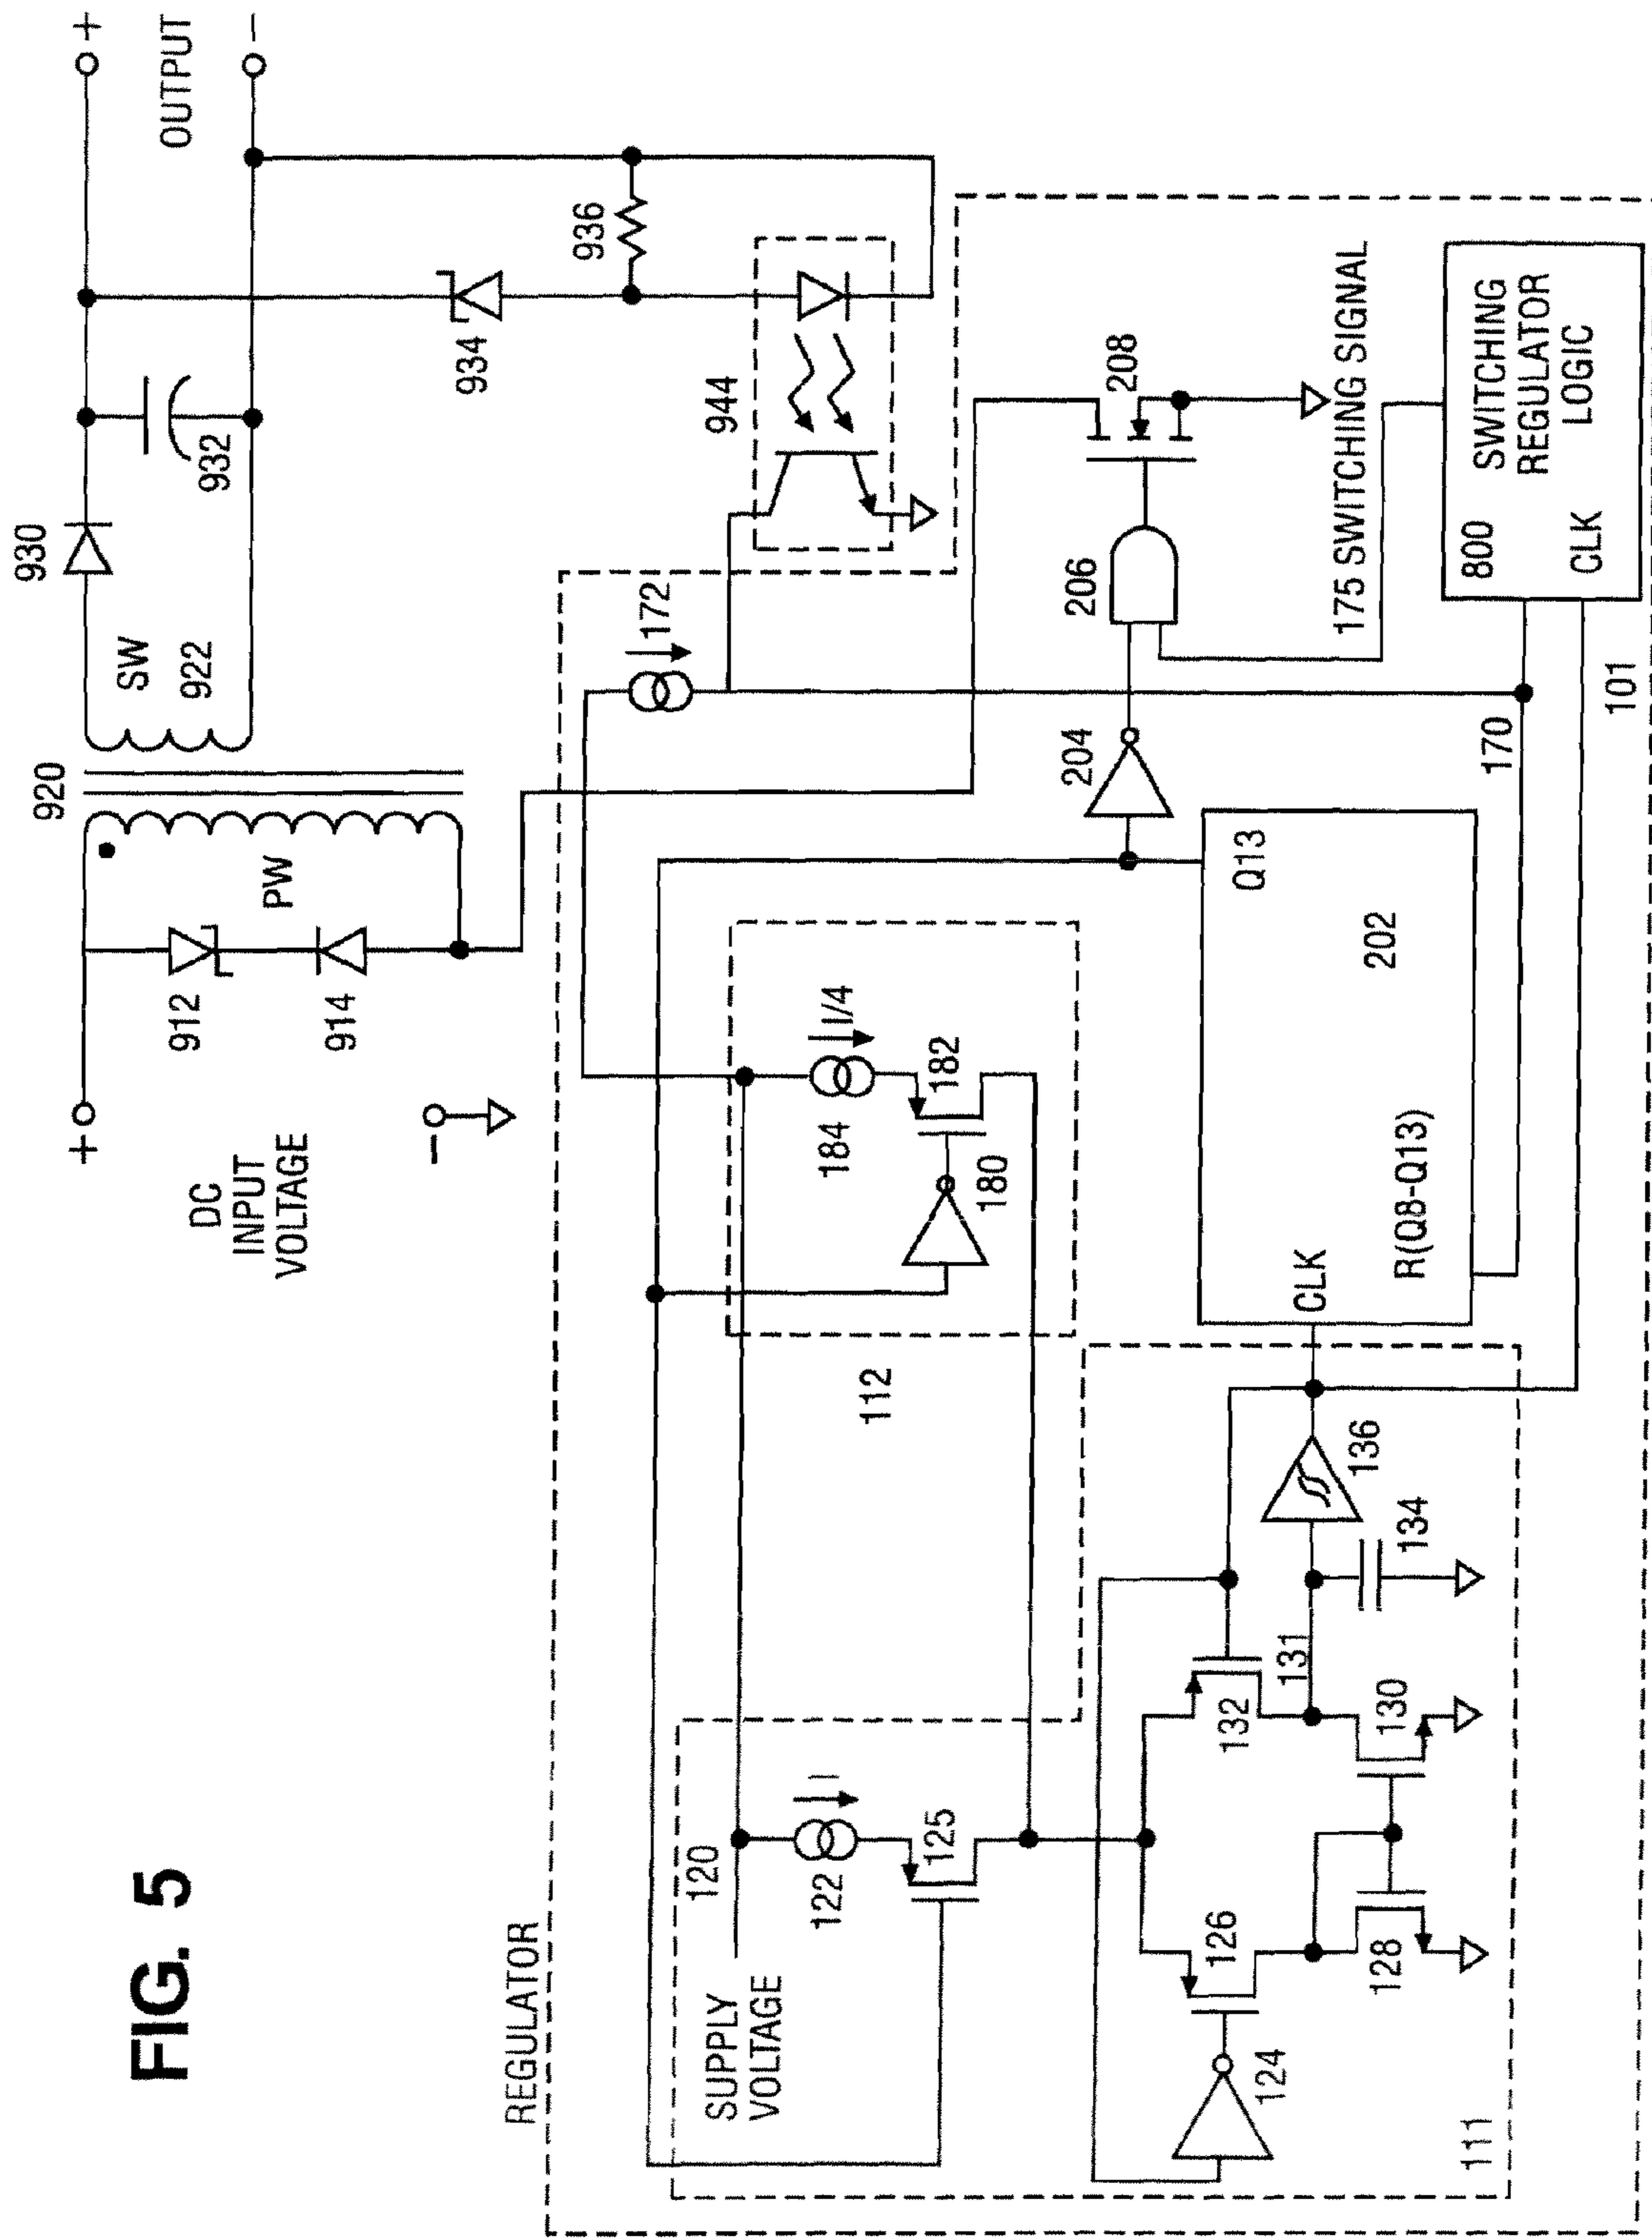 FIG. 5
DC
INPUT
VOLTAGE
+
−
912
914
PW
920
SW
922
930
932
+
OUTPUT
−
934
936
944
REGULATOR
SUPPLY
VOLTAGE
120
122
I
125
112
184
I/4
182
180
172
204
206
208
175 SWITCHING SIGNAL
124
126
128
130
132
131
134
136
111
CLK
R(Q8-Q13)
202
Q13
170
101
800
SWITCHING
REGULATOR
LOGIC
CLK